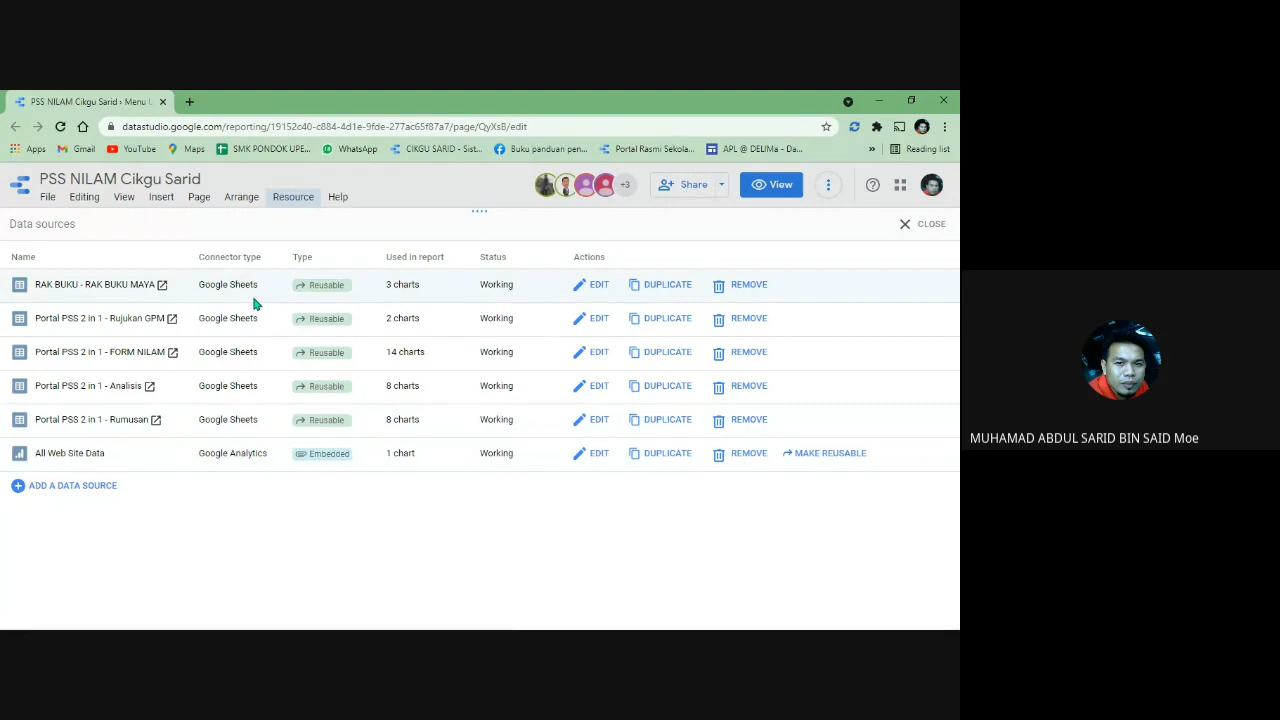 PSS NILAM Cikgu Sarid › Menu U
datastudio.google.com/reporting/19152c40-c884-4d1e-9fde-277ac65f87a7/page/QyXsB/edit
Apps Gmail YouTube Maps SMK PONDOK UPE... WhatsApp CIKGU SARID - Sist... Buku panduan pen... Portal Rasmi Sekola... APL @ DELIMa - Da... » Reading list
PSS NILAM Cikgu Sarid
+3 Share View
File Editing View Insert Page Arrange Resource Help
Data sources CLOSE
Name Connector type Type Used in report Status Actions
RAK BUKU - RAK BUKU MAYA Google Sheets Reusable 3 charts Working EDIT DUPLICATE REMOVE
Portal PSS 2 in 1 - Rujukan GPM Google Sheets Reusable 2 charts Working EDIT DUPLICATE REMOVE
Portal PSS 2 in 1 - FORM NILAM Google Sheets Reusable 14 charts Working EDIT DUPLICATE REMOVE
Portal PSS 2 in 1 - Analisis Google Sheets Reusable 8 charts Working EDIT DUPLICATE REMOVE
Portal PSS 2 in 1 - Rumusan Google Sheets Reusable 8 charts Working EDIT DUPLICATE REMOVE
All Web Site Data Google Analytics Embedded 1 chart Working EDIT DUPLICATE REMOVE MAKE REUSABLE
ADD A DATA SOURCE
MUHAMAD ABDUL SARID BIN SAID Moe